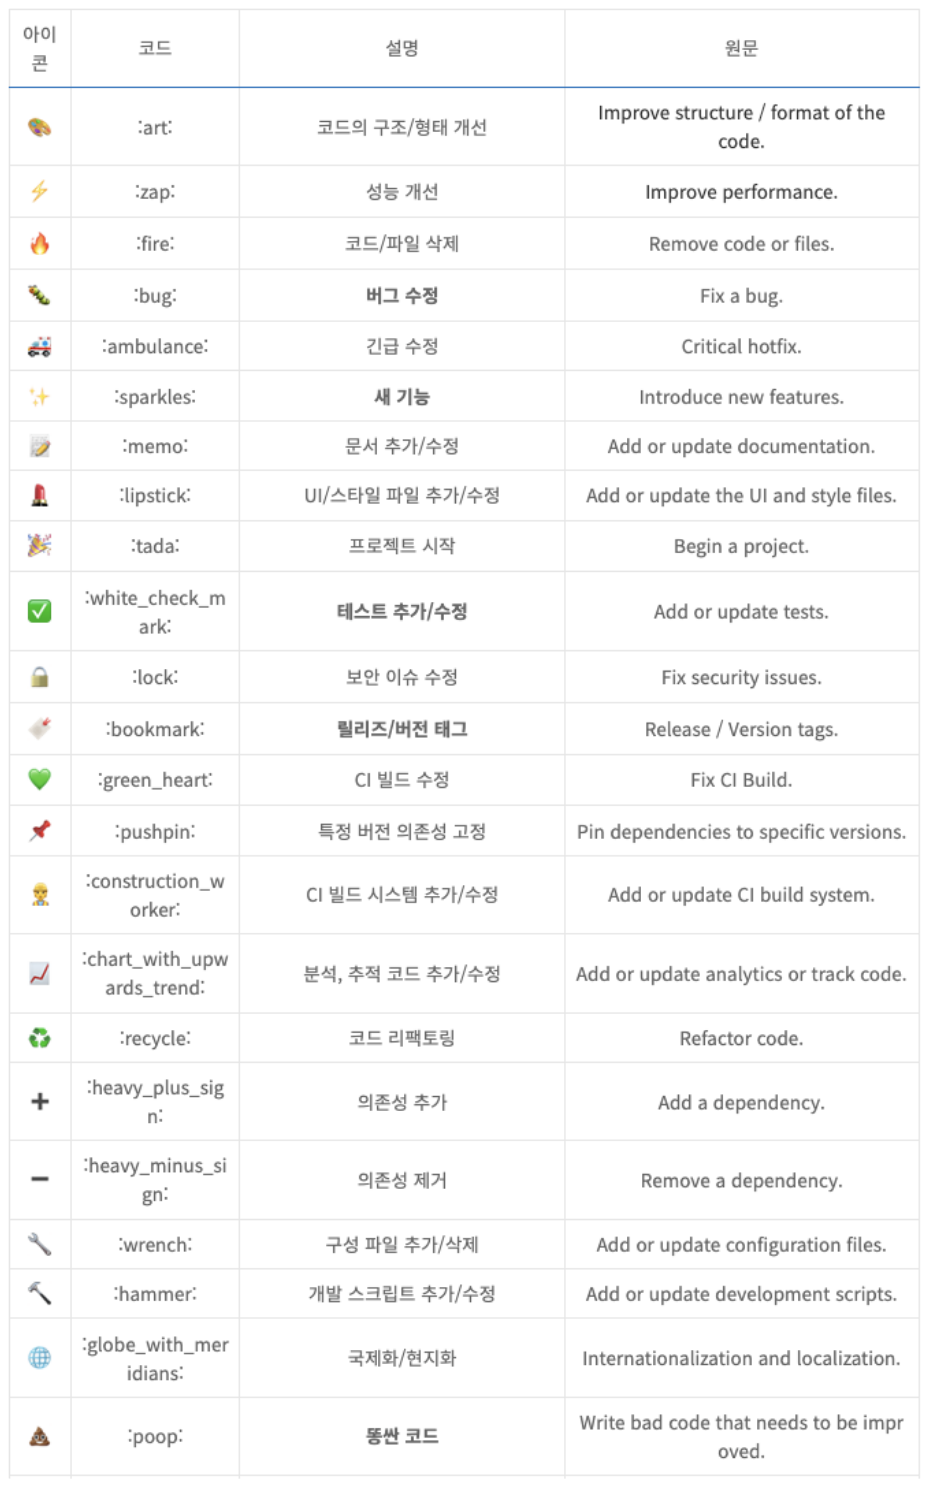 아이
콘
코드
설명
원문
:art:
코드의 구조/형태 개선
Improve structure / format of the
code.
:zap:
성능 개선
Improve performance.
:fire:
코드/파일 삭제
Remove code or files.
:bug:
버그 수정
Fix a bug.
:ambulance:
긴급 수정
Critical hotfix.
:sparkles:
새 기능
Introduce new features.
:memo:
문서 추가/수정
Add or update documentation.
:lipstick:
UI/스타일 파일 추가/수정
Add or update the UI and style files.
:tada:
프로젝트 시작
Begin a project.
:white_check_m
ark:
테스트 추가/수정
Add or update tests.
:lock:
보안 이슈 수정
Fix security issues.
:bookmark:
릴리즈/버전 태그
Release / Version tags.
:green_heart:
CI 빌드 수정
Fix CI Build.
:pushpin:
특정 버전 의존성 고정
Pin dependencies to specific versions.
:construction_w
orker:
CI 빌드 시스템 추가/수정
Add or update CI build system.
:chart_with_upw
ards_trend:
분석, 추적 코드 추가/수정
Add or update analytics or track code.
:recycle:
코드 리팩토링
Refactor code.
:heavy_plus_sig
n:
의존성 추가
Add a dependency.
:heavy_minus_si
gn:
의존성 제거
Remove a dependency.
:wrench:
구성 파일 추가/삭제
Add or update configuration files.
:hammer:
개발 스크립트 추가/수정
Add or update development scripts.
:globe_with_mer
idians:
국제화/현지화
Internationalization and localization.
:poop:
똥싼 코드
Write bad code that needs to be impr
oved.